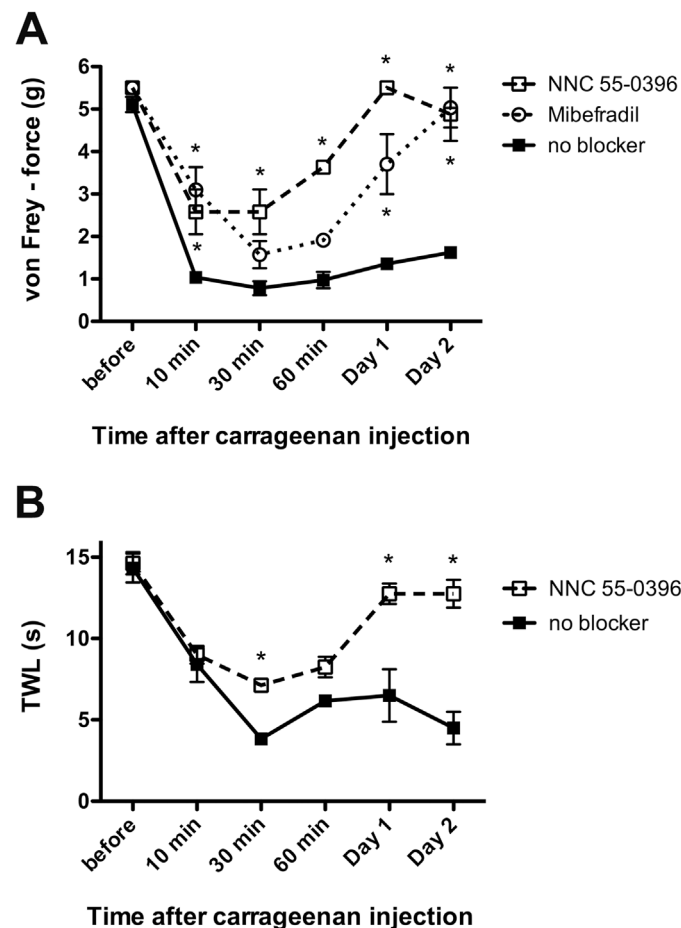 A
von Frey - force (g)
6
5
4
3
2
1
0
* * * * * * * * *
NNC 55-0396
Mibefradil
no blocker
before 10 min 30 min 60 min Day 1 Day 2
Time after carrageenan injection
B
TWL (s)
15
10
5
0
* * *
NNC 55-0396
no blocker
before 10 min 30 min 60 min Day 1 Day 2
Time after carrageenan injection